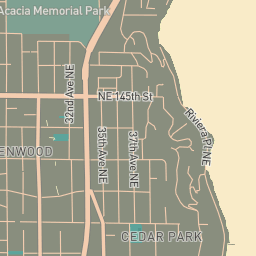 Acacia Memorial Park
32nd Ave NE
NE 145th St
Riviera Pl NE
35th Ave NE
37th Ave NE
ENWOOD
CEDAR PARK